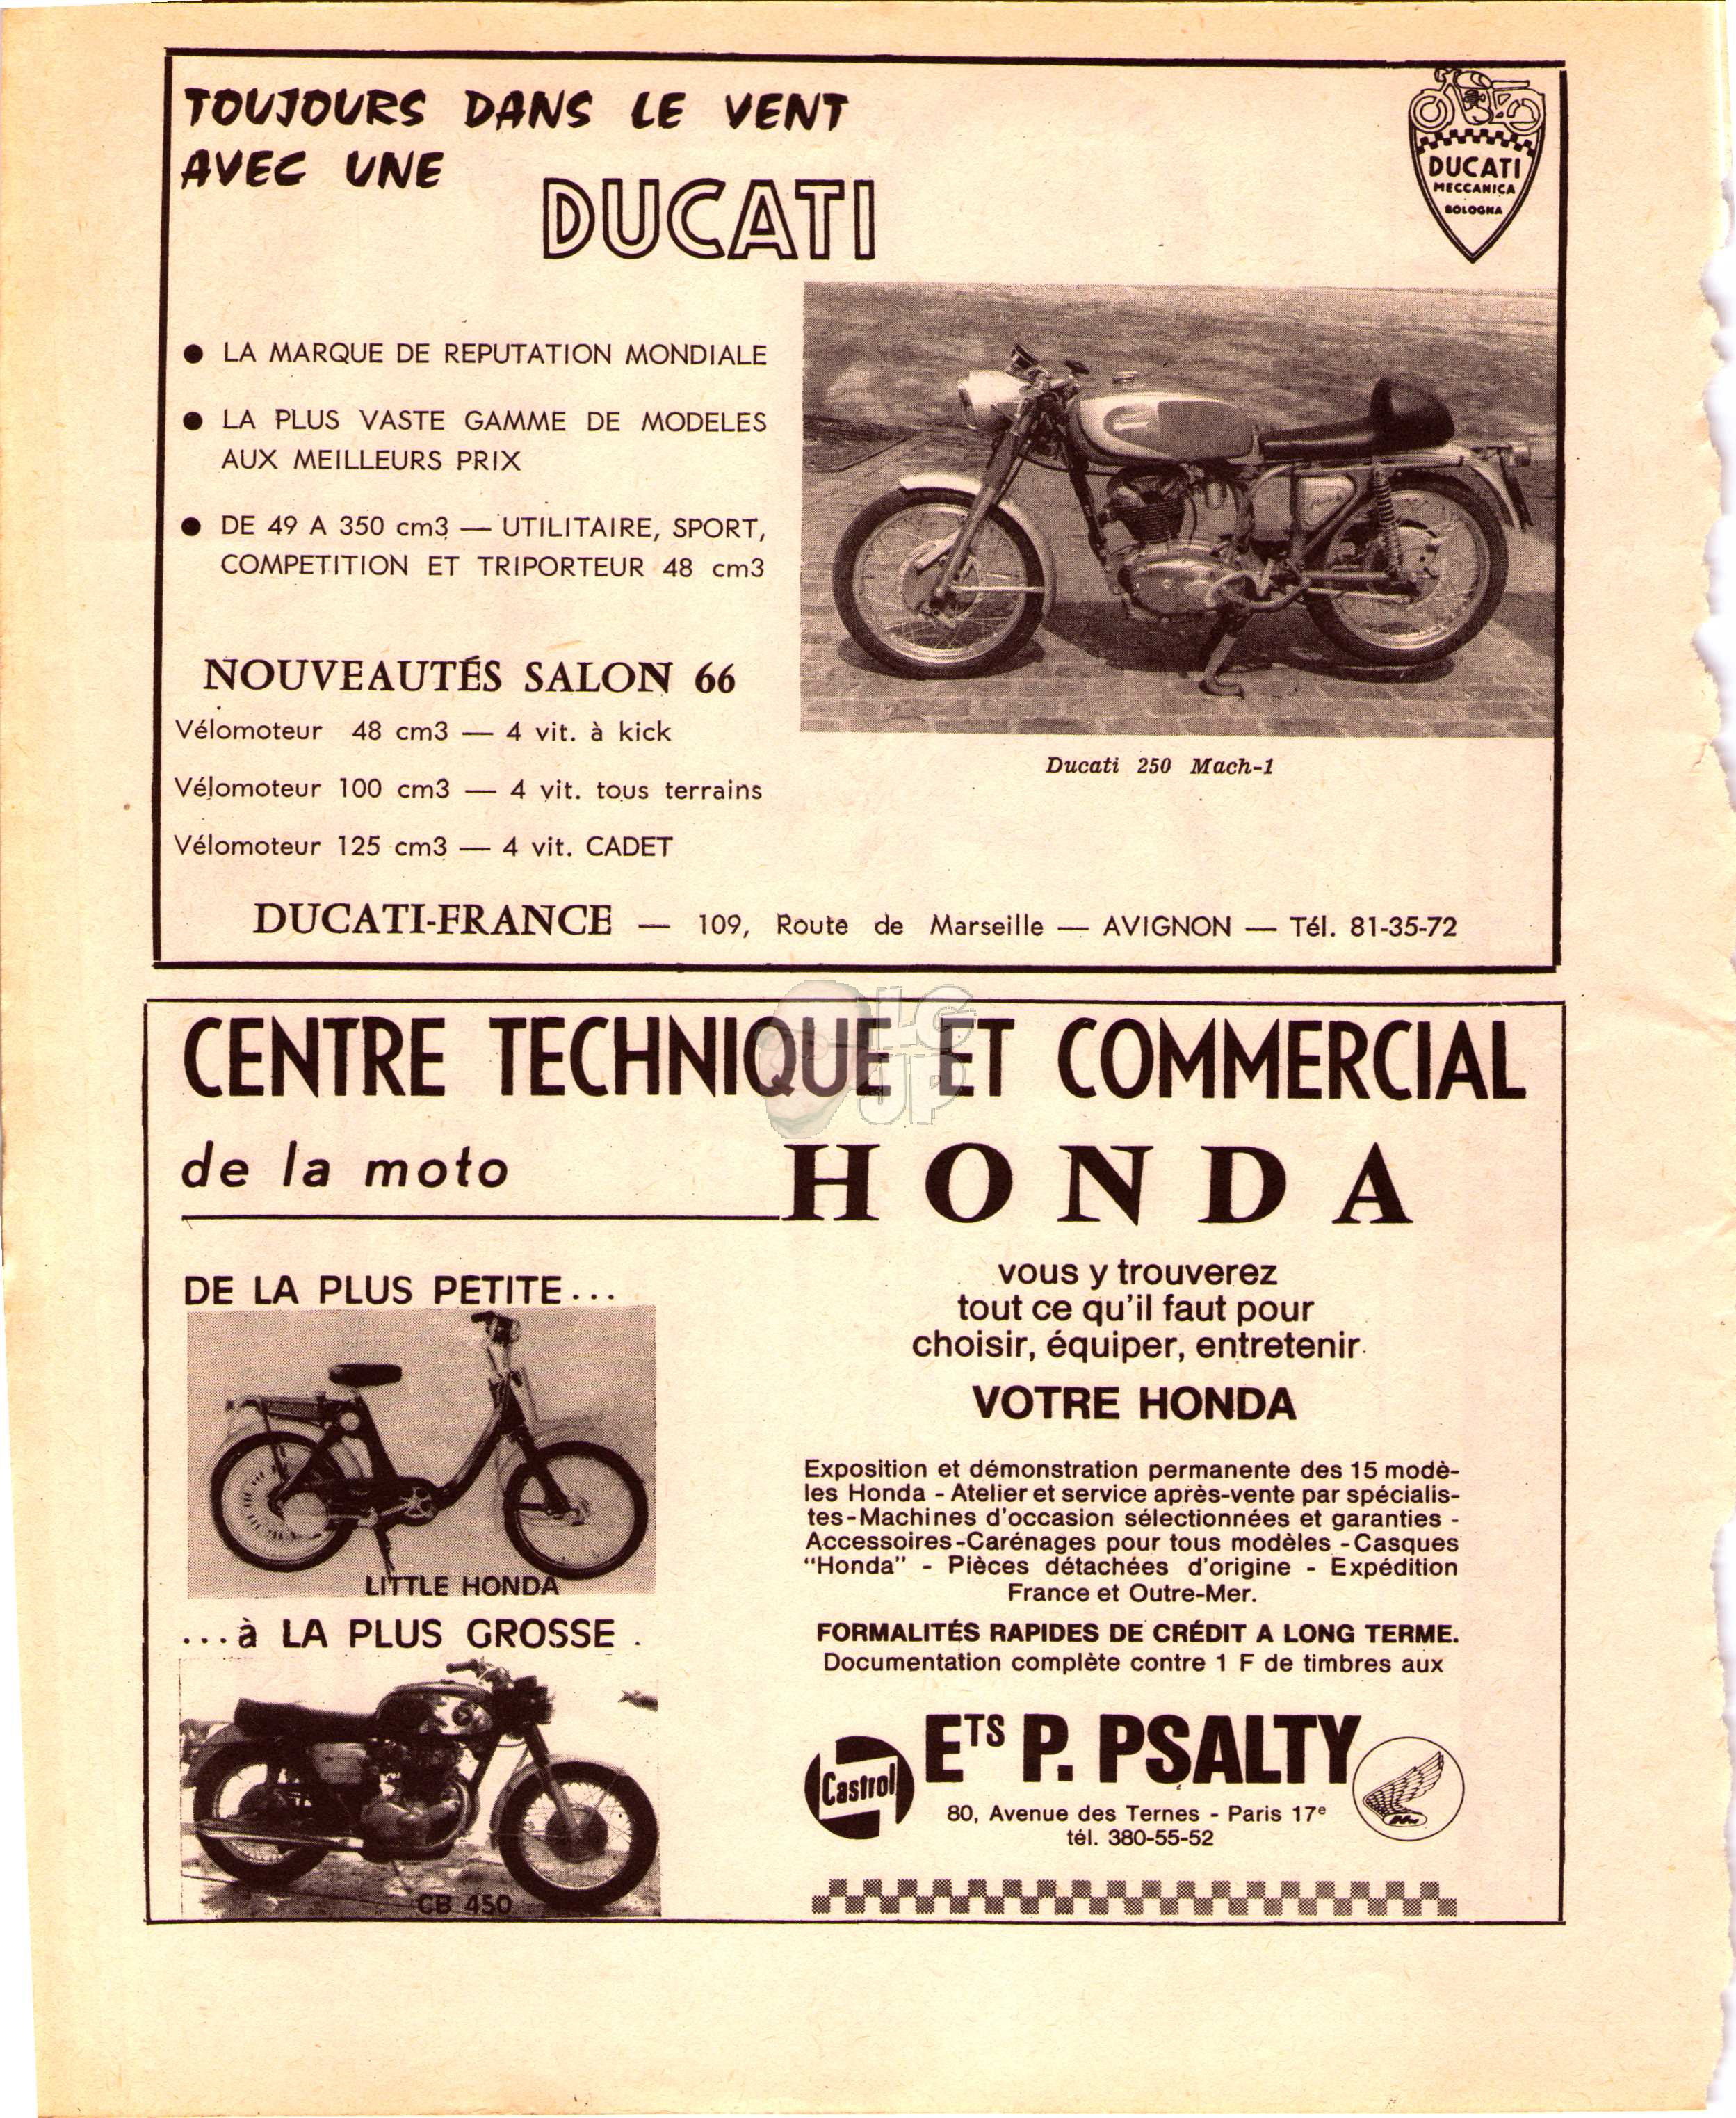 TOUJOURS DANS LE VENT
AVEC UNE
DUCATI
DUCATI
MECCANICA
BOLOGNA
● LA MARQUE DE REPUTATION MONDIALE
● LA PLUS VASTE GAMME DE MODELES
AUX MEILLEURS PRIX
● DE 49 A 350 cm3 — UTILITAIRE, SPORT,
COMPETITION ET TRIPORTEUR 48 cm3
NOUVEAUTÉS SALON 66
Vélomoteur 48 cm3 — 4 vit. à kick
Vélomoteur 100 cm3 — 4 vit. tous terrains
Vélomoteur 125 cm3 — 4 vit. CADET
Ducati 250 Mach-1
DUCATI-FRANCE — 109, Route de Marseille — AVIGNON — Tél. 81-35-72
LG
JP
CENTRE TECHNIQUE ET COMMERCIAL
de la moto HONDA
DE LA PLUS PETITE...
LITTLE HONDA
...à LA PLUS GROSSE .
CB 450
vous y trouverez
tout ce qu'il faut pour
choisir, équiper, entretenir
VOTRE HONDA
Exposition et démonstration permanente des 15 modè-
les Honda - Atelier et service après-vente par spécialis-
tes - Machines d'occasion sélectionnées et garanties -
Accessoires - Carénages pour tous modèles - Casques
"Honda" - Pièces détachées d'origine - Expédition
France et Outre-Mer.
FORMALITÉS RAPIDES DE CRÉDIT A LONG TERME.
Documentation complète contre 1 F de timbres aux
Castrol
ETS P. PSALTY
80, Avenue des Ternes - Paris 17e
tél. 380-55-52